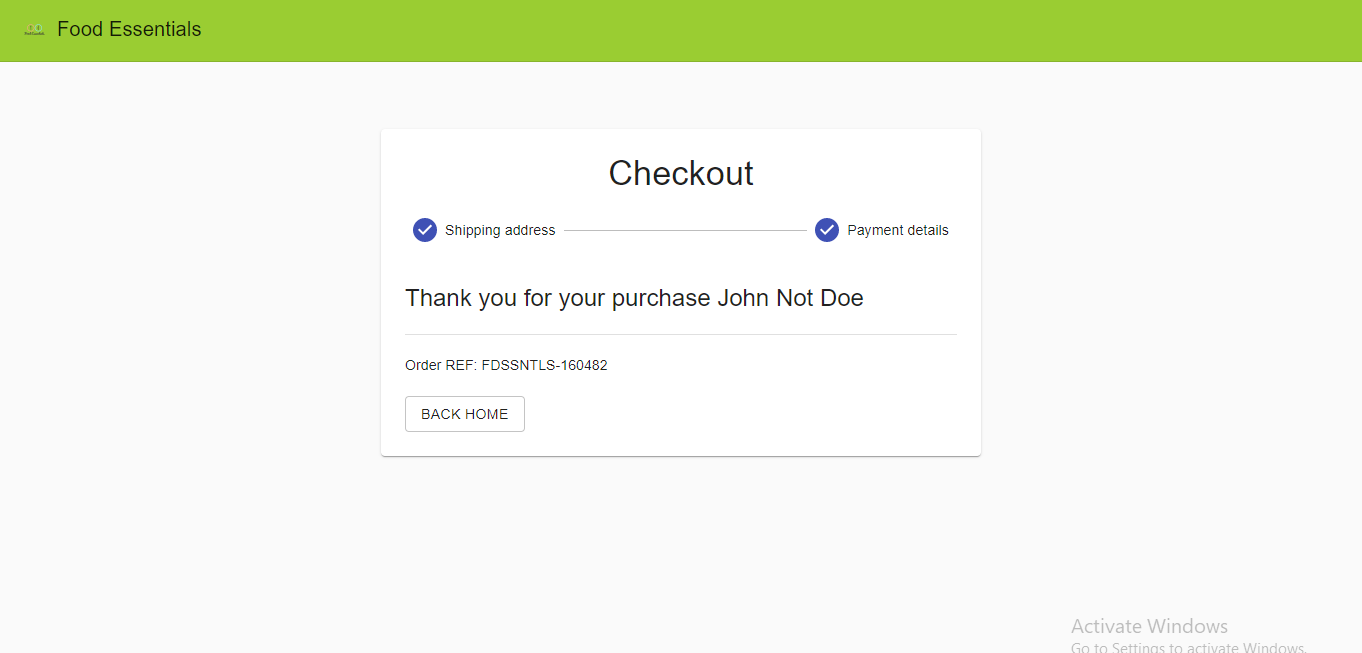 Food Essentials
Checkout
Shipping address
Payment details
Thank you for your purchase John Not Doe
Order REF: FDSSNTLS-160482
BACK HOME
Activate Windows
Go to Settings to activate Windows.